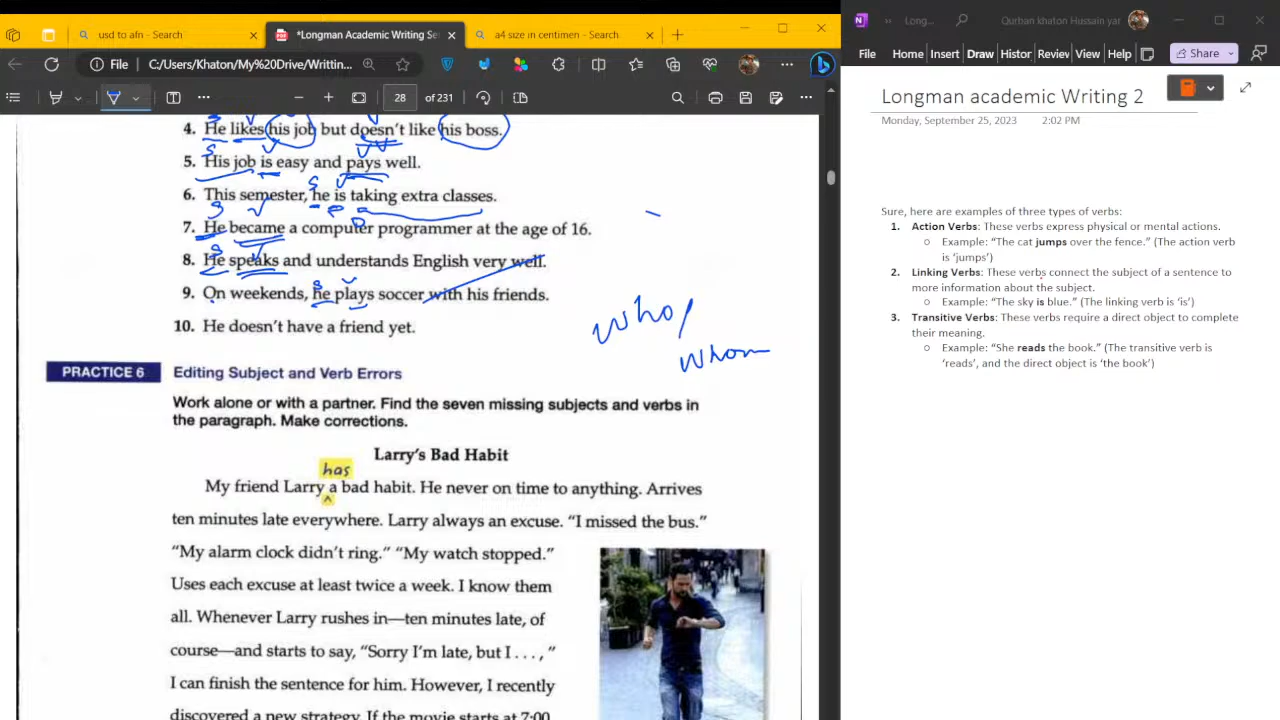 usd to afn - Search
*Longman Academic Writing Se
a4 size in centimen - Search
File
C:/Users/Khaton/My%20Drive/Writtin...
28 of 231
4. He likes his job but doesn't like his boss.
5. His job is easy and pays well.
6. This semester, he is taking extra classes.
7. He became a computer programmer at the age of 16.
8. He speaks and understands English very well.
9. On weekends, he plays soccer with his friends.
10. He doesn't have a friend yet.
who/
whom
PRACTICE 6 Editing Subject and Verb Errors
Work alone or with a partner. Find the seven missing subjects and verbs in
the paragraph. Make corrections.
Larry's Bad Habit
has
My friend Larry a bad habit. He never on time to anything. Arrives
ten minutes late everywhere. Larry always an excuse. “I missed the bus.”
“My alarm clock didn't ring.” “My watch stopped.”
Uses each excuse at least twice a week. I know them
all. Whenever Larry rushes in—ten minutes late, of
course—and starts to say, “Sorry I'm late, but I . . . ,”
I can finish the sentence for him. However, I recently
discovered a new strategy. If the movie starts at 7:00
Long...
Qurban khuton Hussain yar
File Home Insert Draw Histor Review View Help Share
Longman academic Writing 2
Monday, September 25, 2023 2:02 PM
Sure, here are examples of three types of verbs:
1. Action Verbs: These verbs express physical or mental actions.
○ Example: “The cat jumps over the fence.” (The action verb
is ‘jumps’)
2. Linking Verbs: These verbs connect the subject of a sentence to
more information about the subject.
○ Example: “The sky is blue.” (The linking verb is ‘is’)
3. Transitive Verbs: These verbs require a direct object to complete
their meaning.
○ Example: “She reads the book.” (The transitive verb is
‘reads’, and the direct object is ‘the book’)